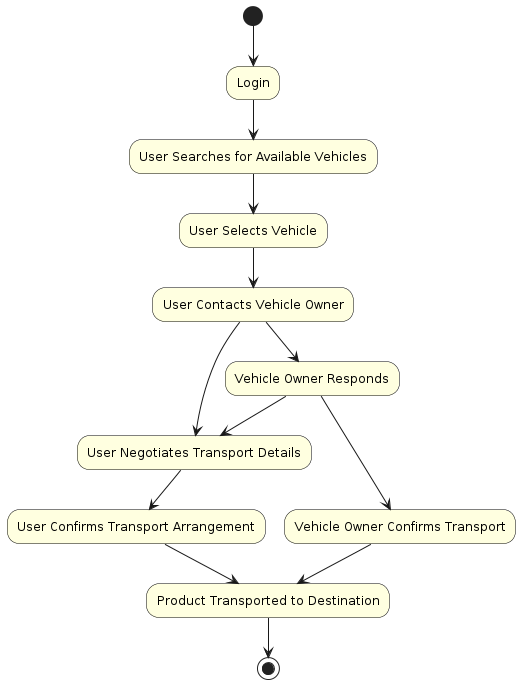 Login
User Searches for Available Vehicles
User Selects Vehicle
User Contacts Vehicle Owner
Vehicle Owner Responds
User Negotiates Transport Details
User Confirms Transport Arrangement
Vehicle Owner Confirms Transport
Product Transported to Destination